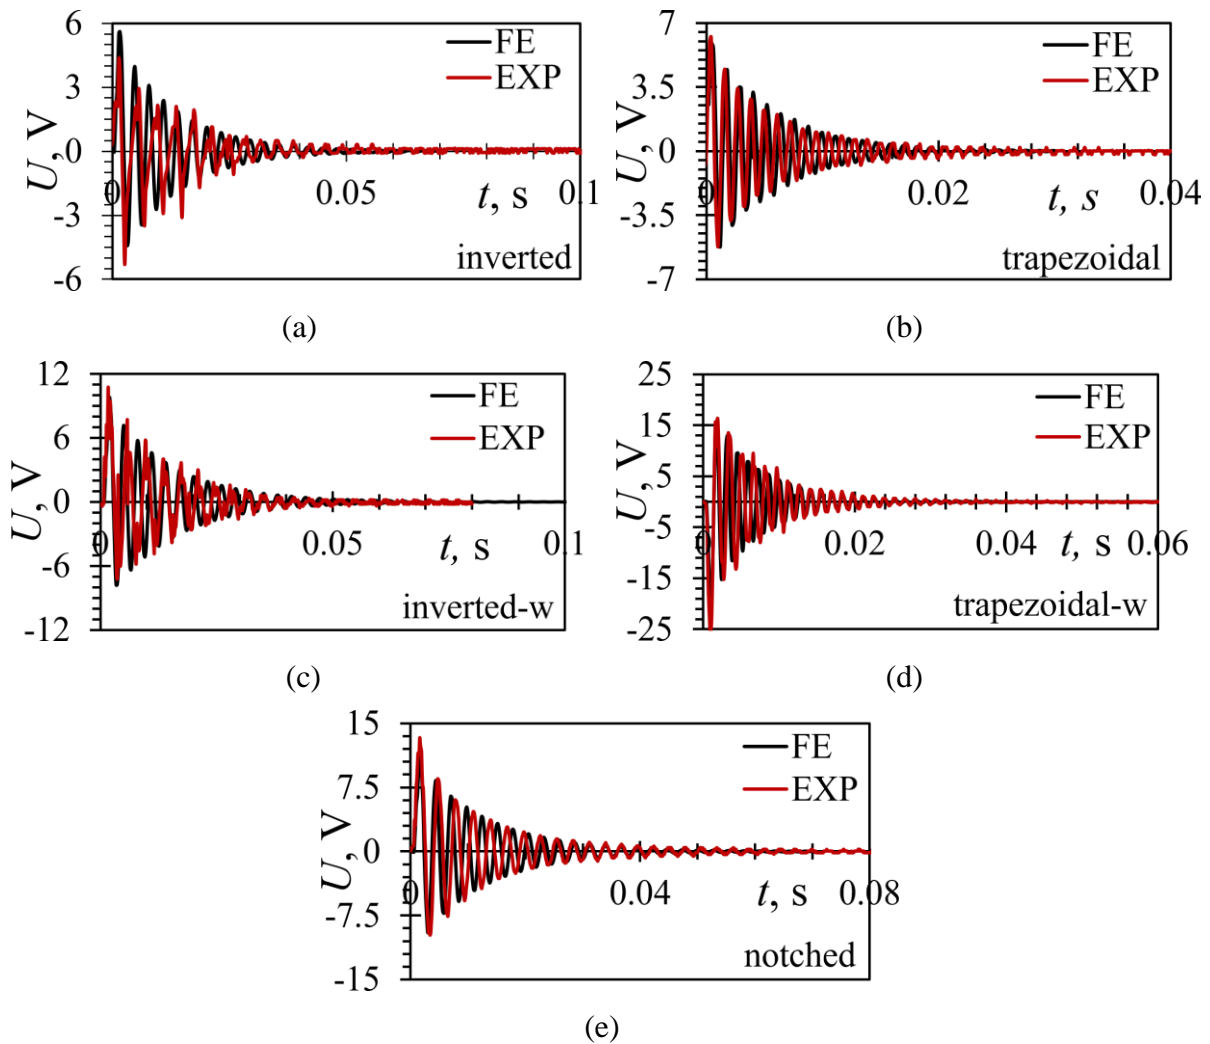 6
3
0
-3
-6
U, V
FE
EXP
0
0.05
t, s
0.1
inverted
(a)
7
3.5
0
-3.5
-7
U, V
FE
EXP
0
0.02
t, s
0.04
trapezoidal
(b)
12
6
0
-6
-12
U, V
FE
EXP
0
0.05
t, s
0.1
inverted-w
(c)
25
15
5
-5
-15
-25
U, V
FE
EXP
0
0.02
0.04
t, s
0.06
trapezoidal-w
(d)
15
7.5
0
-7.5
-15
U, V
FE
EXP
0
0.04
t, s
0.08
notched
(e)